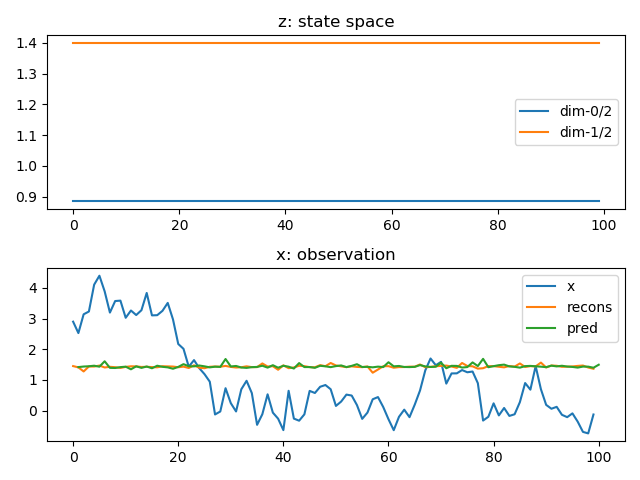 z: state space
1.4
1.3
1.2
1.1
1.0
0.9
dim-0/2
dim-1/2
0 20 40 60 80 100
x: observation
4
3
2
1
0
x
recons
pred
0 20 40 60 80 100